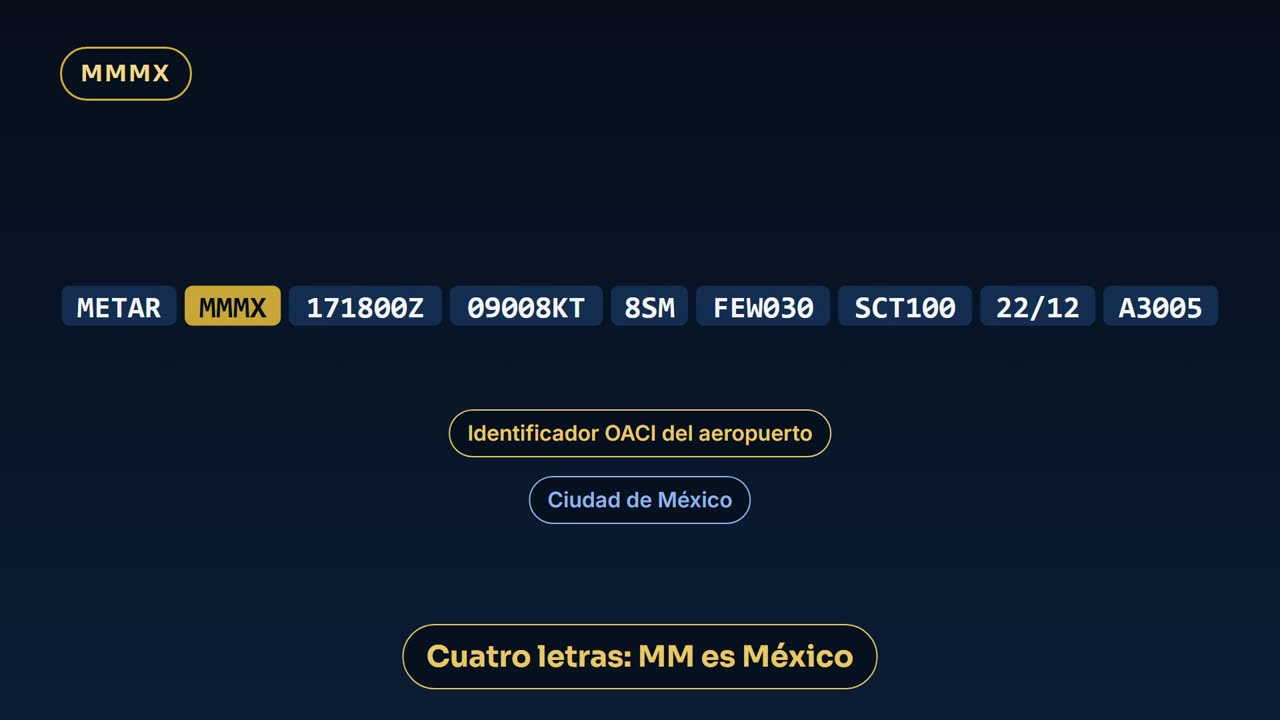 MMMX
METAR MMMX 171800Z 09008KT 8SM FEW030 SCT100 22/12 A3005
Identificador OACI del aeropuerto
Ciudad de México
Cuatro letras: MM es México